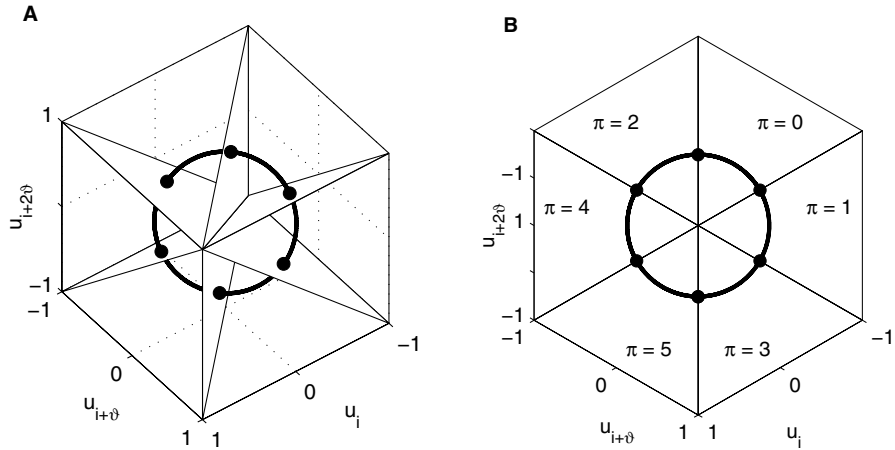 A
1
u_{i+2ϑ}
−1
−1
0
u_{i+ϑ}
1
1
0
u_i
−1
B
π = 2
π = 0
−1
π = 4
π = 1
u_{i+2ϑ}
1
−1
−1
π = 5
π = 3
−1
0
0
u_{i+ϑ}
1
1
u_i